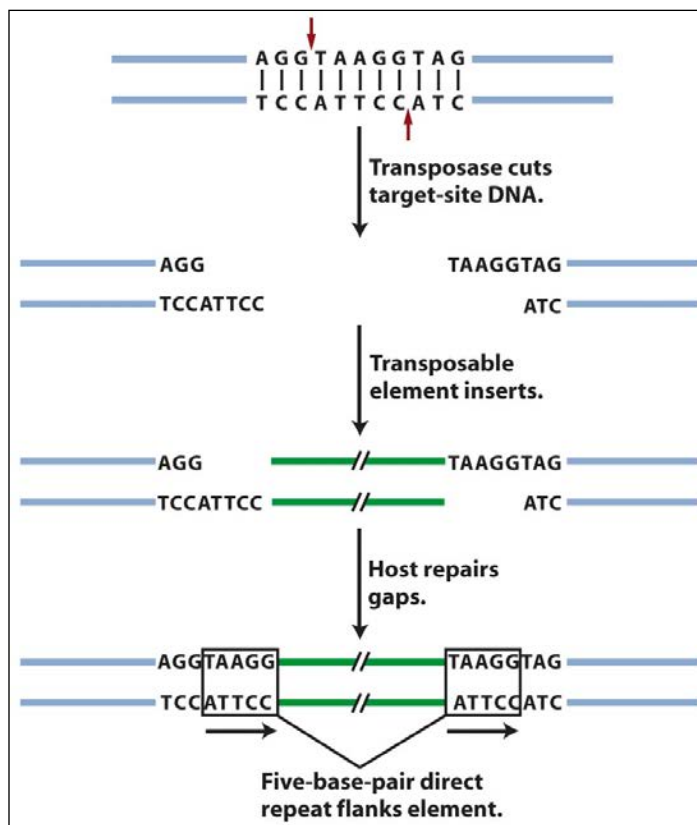 AGGTAAGGTAG
TCCATTCCATC
Transposase cuts
target-site DNA.
AGG TAAGGTAG
TCCATTCC ATC
Transposable
element inserts.
AGG TAAGGTAG
TCCATTCC ATC
Host repairs
gaps.
AGGTAAGG TAAGGTAG
TCCATTCC ATTCCATC
Five-base-pair direct
repeat flanks element.